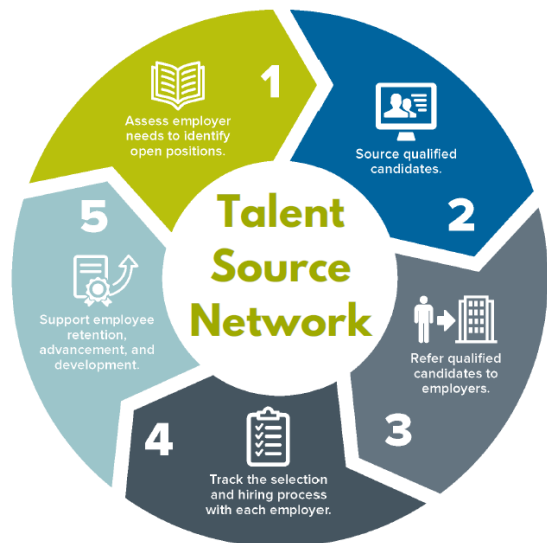 Talent
Source
Network
1
Assess employer
needs to identify
open positions.
Source qualified
candidates.
2
Refer qualified
candidates to
employers.
3
4
Track the selection
and hiring process
with each employer.
5
Support employee
retention,
advancement, and
development.